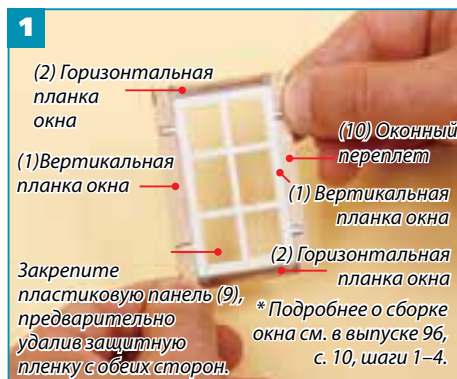 1
(2) Горизонтальная
планка
окна
(1)Вертикальная
планка окна
(10) Оконный
переплет
(1) Вертикальная
планка окна
(2) Горизонтальная
планка окна
Закрепите
пластиковую панель (9),
предварительно
удалив защитную
пленку с обеих сторон.
* Подробнее о сборке
окна см. в выпуске 96,
с. 10, шаги 1–4.